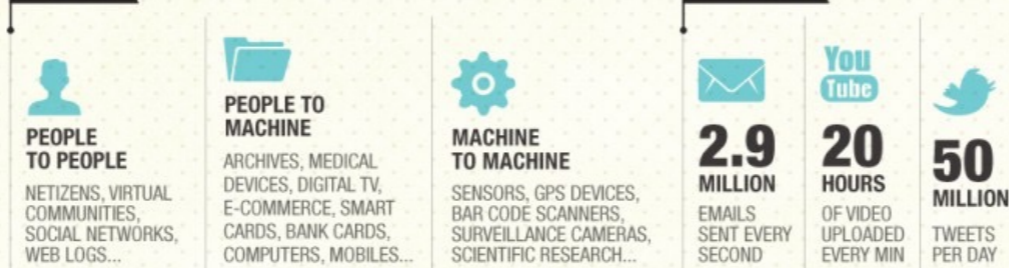 PEOPLE
TO PEOPLE
NETIZENS, VIRTUAL
COMMUNITIES,
SOCIAL NETWORKS,
WEB LOGS...
PEOPLE TO
MACHINE
ARCHIVES, MEDICAL
DEVICES, DIGITAL TV,
E-COMMERCE, SMART
CARDS, BANK CARDS,
COMPUTERS, MOBILES...
MACHINE
TO MACHINE
SENSORS, GPS DEVICES,
BAR CODE SCANNERS,
SURVEILLANCE CAMERAS,
SCIENTIFIC RESEARCH...
2.9
MILLION
EMAILS
SENT EVERY
SECOND
You
Tube
20
HOURS
OF VIDEO
UPLOADED
EVERY MIN
50
MILLION
TWEETS
PER DAY